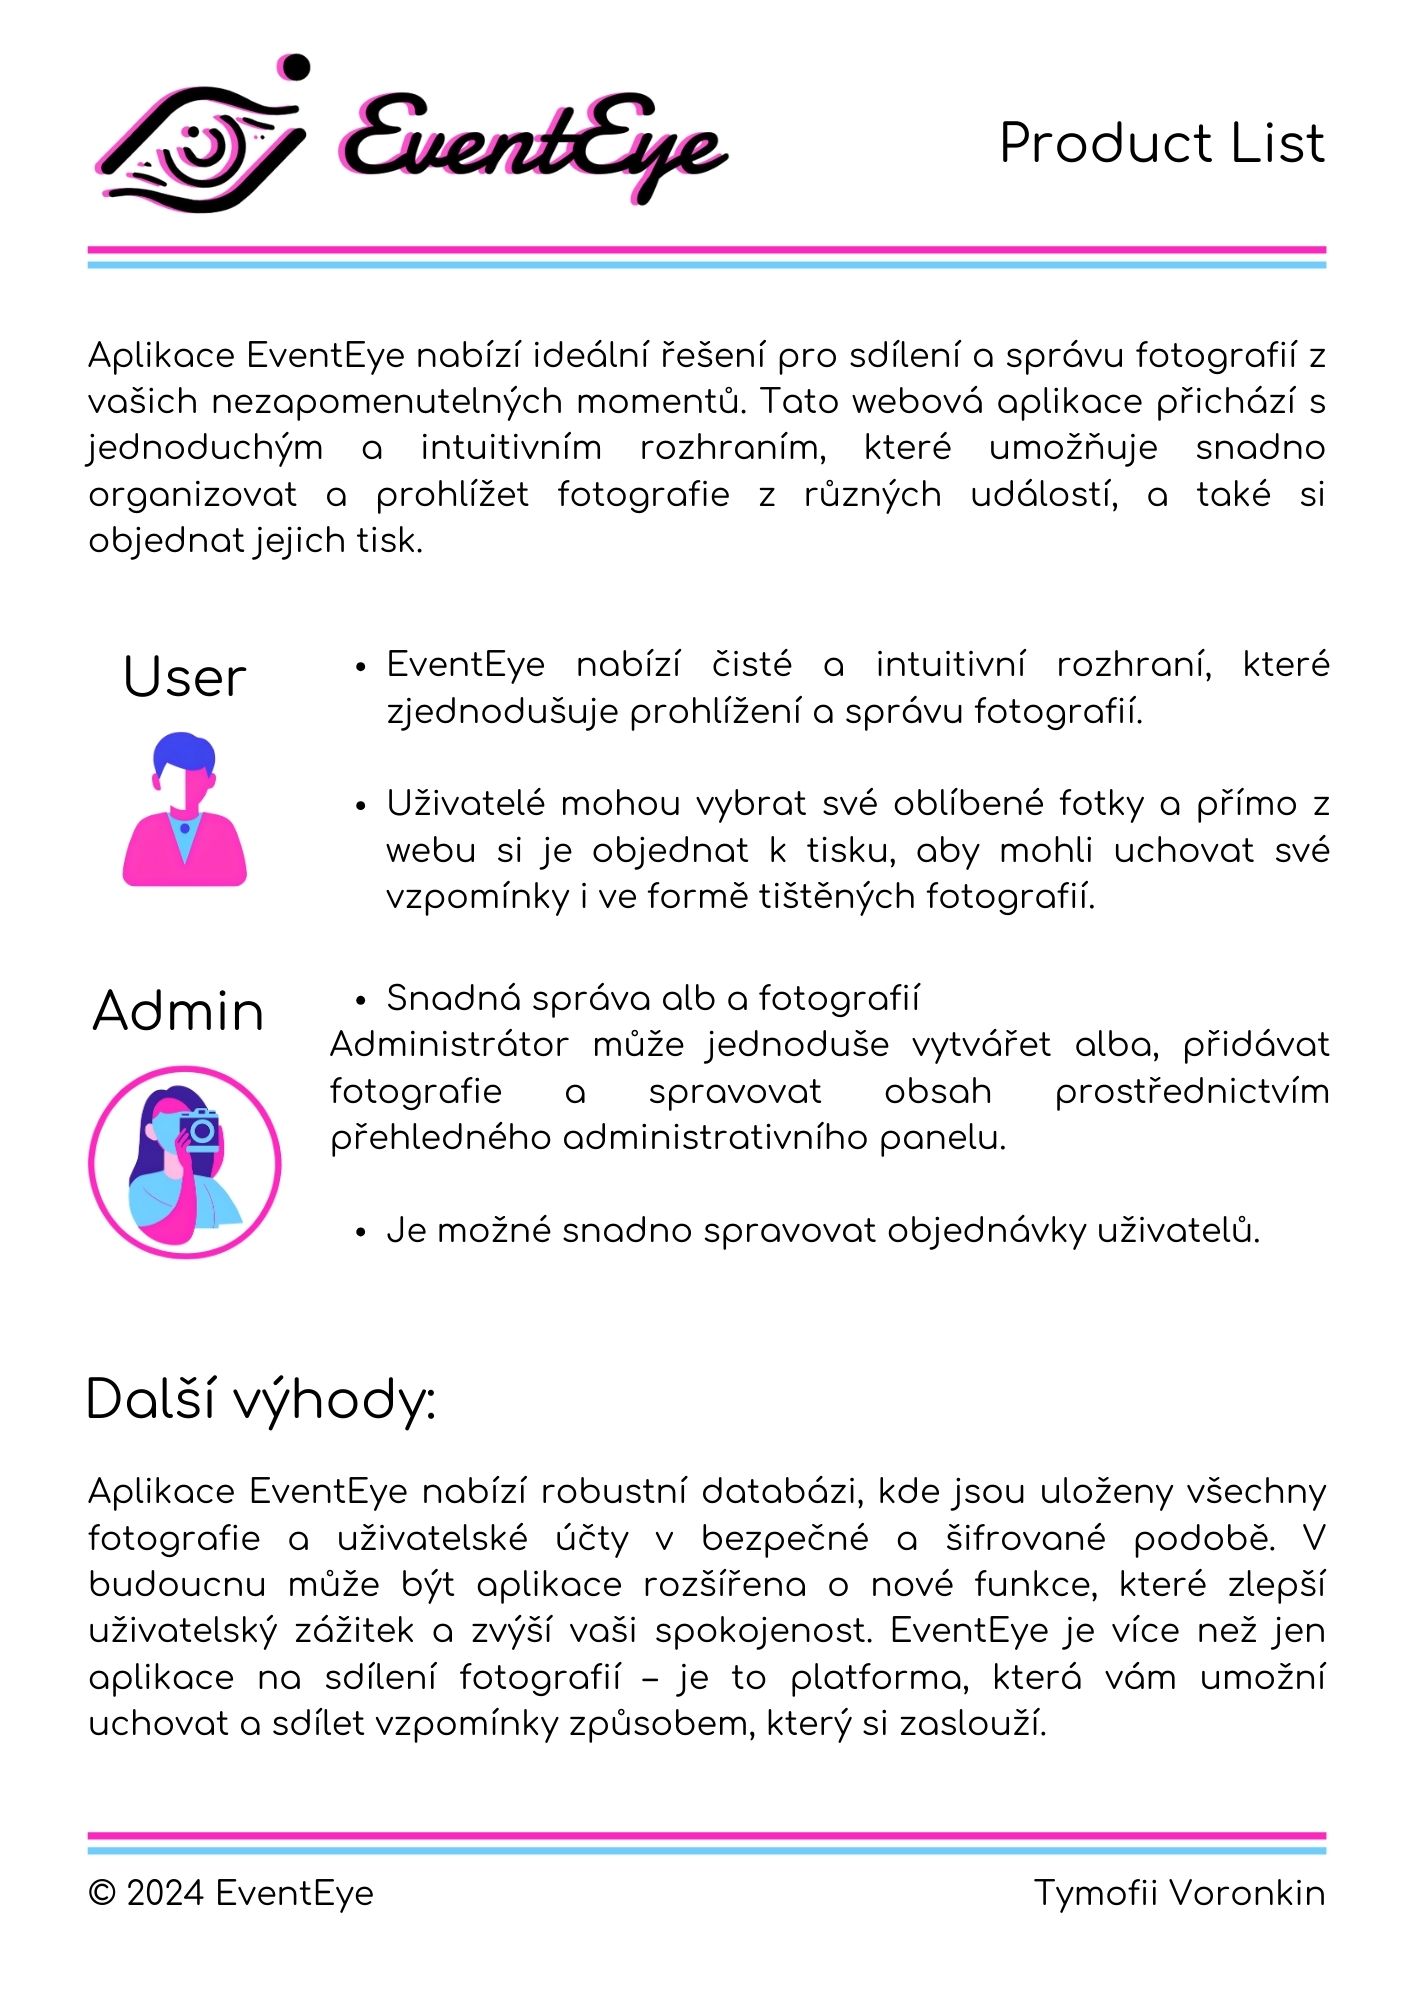 EventEye
Product List
Aplikace EventEye nabízí ideální řešení pro sdílení a správu fotografií z
vašich nezapomenutelných momentů. Tato webová aplikace přichází s
jednoduchým a intuitivním rozhraním, které umožňuje snadno
organizovat a prohlížet fotografie z různých událostí, a také si
objednat jejich tisk.
User
• EventEye nabízí čisté a intuitivní rozhraní, které
zjednodušuje prohlížení a správu fotografií.
• Uživatelé mohou vybrat své oblíbené fotky a přímo z
webu si je objednat k tisku, aby mohli uchovat své
vzpomínky i ve formě tištěných fotografií.
Admin
• Snadná správa alb a fotografií
Administrátor může jednoduše vytvářet alba, přidávat
fotografie a spravovat obsah prostřednictvím
přehledného administrativního panelu.
• Je možné snadno spravovat objednávky uživatelů.
Další výhody:
Aplikace EventEye nabízí robustní databázi, kde jsou uloženy všechny
fotografie a uživatelské účty v bezpečné a šifrované podobě. V
budoucnu může být aplikace rozšířena o nové funkce, které zlepší
uživatelský zážitek a zvýší vaši spokojenost. EventEye je více než jen
aplikace na sdílení fotografií – je to platforma, která vám umožní
uchovat a sdílet vzpomínky způsobem, který si zaslouží.
© 2024 EventEye
Tymofii Voronkin